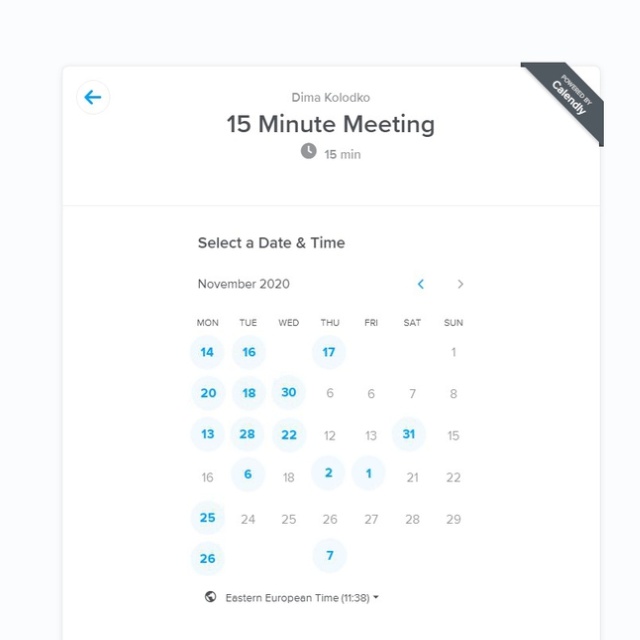 POWERED BY
Calendly
Dima Kolodko
15 Minute Meeting
15 min
Select a Date & Time
November 2020
MON TUE WED THU FRI SAT SUN
14 16 17 1
20 18 30 6 6 7 8
13 28 22 12 13 31 15
16 6 18 2 1 21 22
25 24 25 26 27 28 29
26 7
Eastern European Time (11:38)